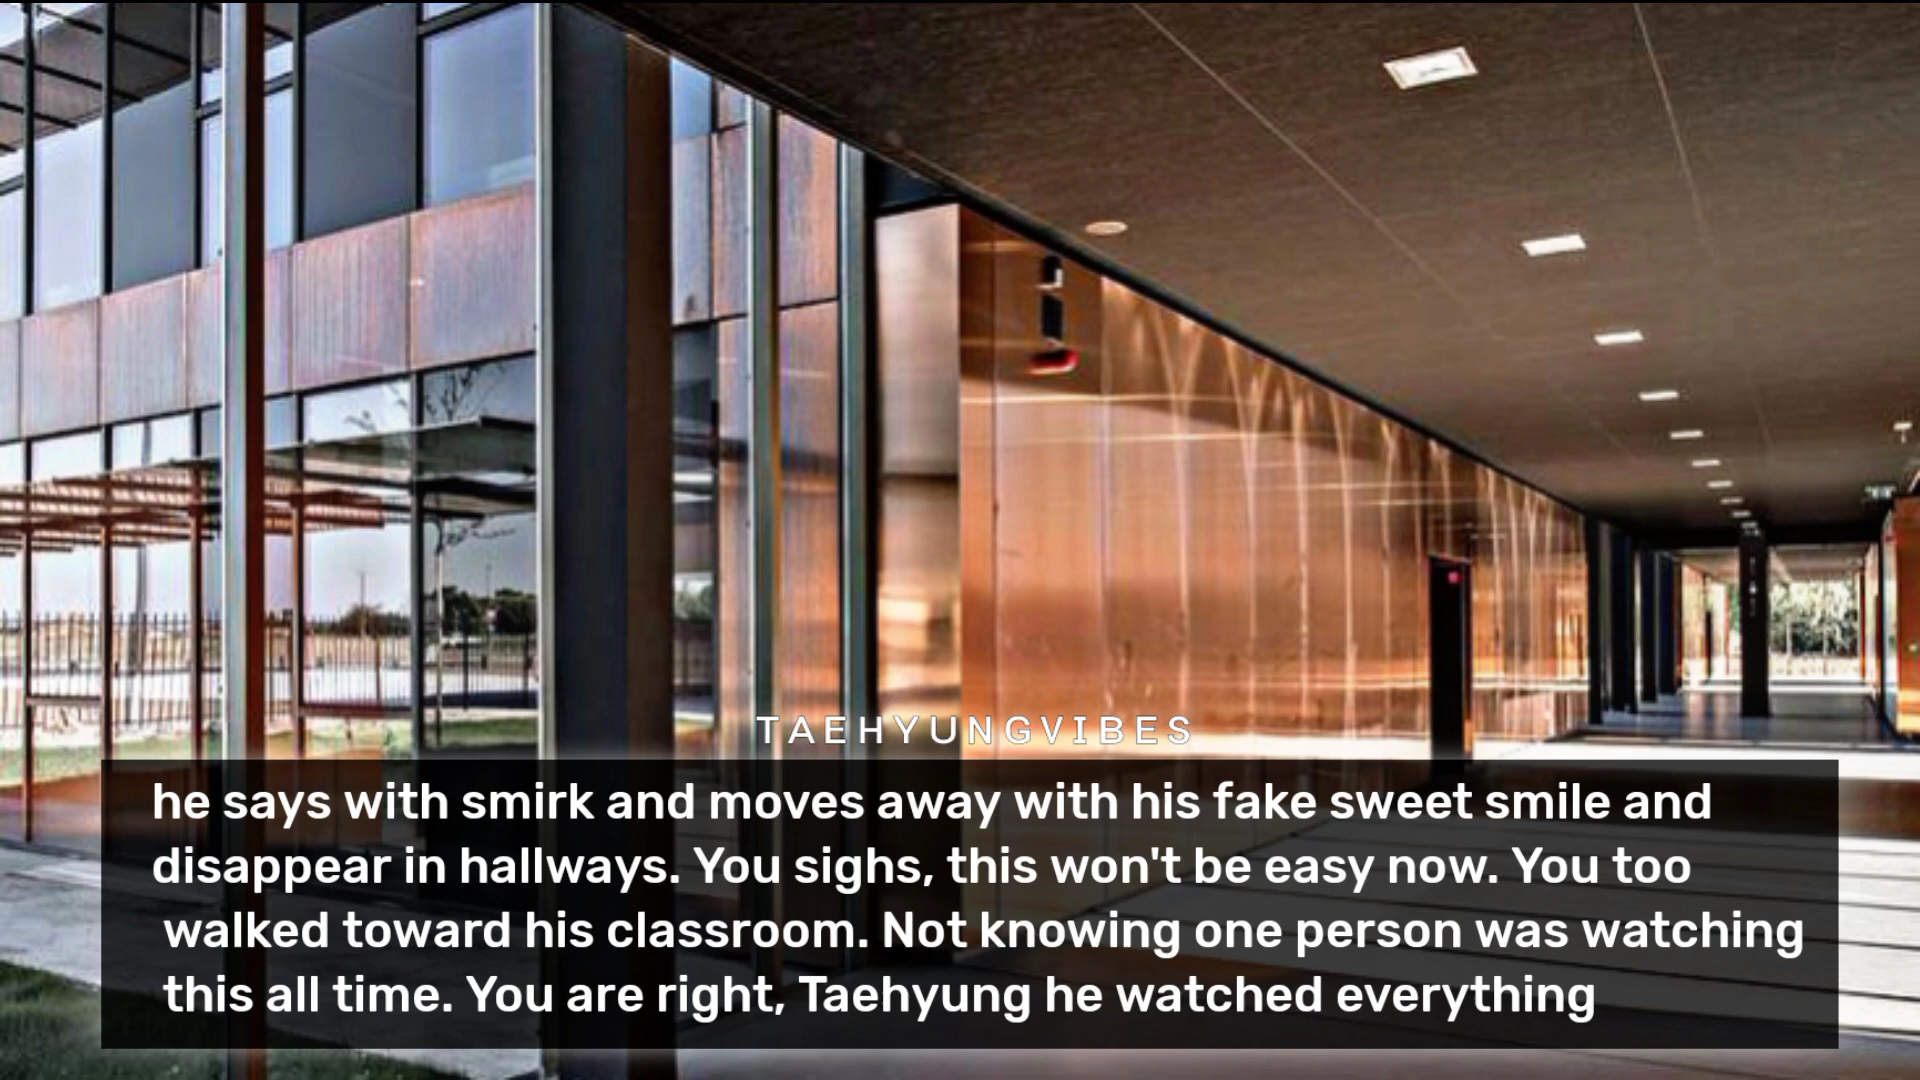 TAEHYUNGVIBES
he says with smirk and moves away with his fake sweet smile and
disappear in hallways. You sighs, this won't be easy now. You too
walked toward his classroom. Not knowing one person was watching
this all time. You are right, Taehyung he watched everything